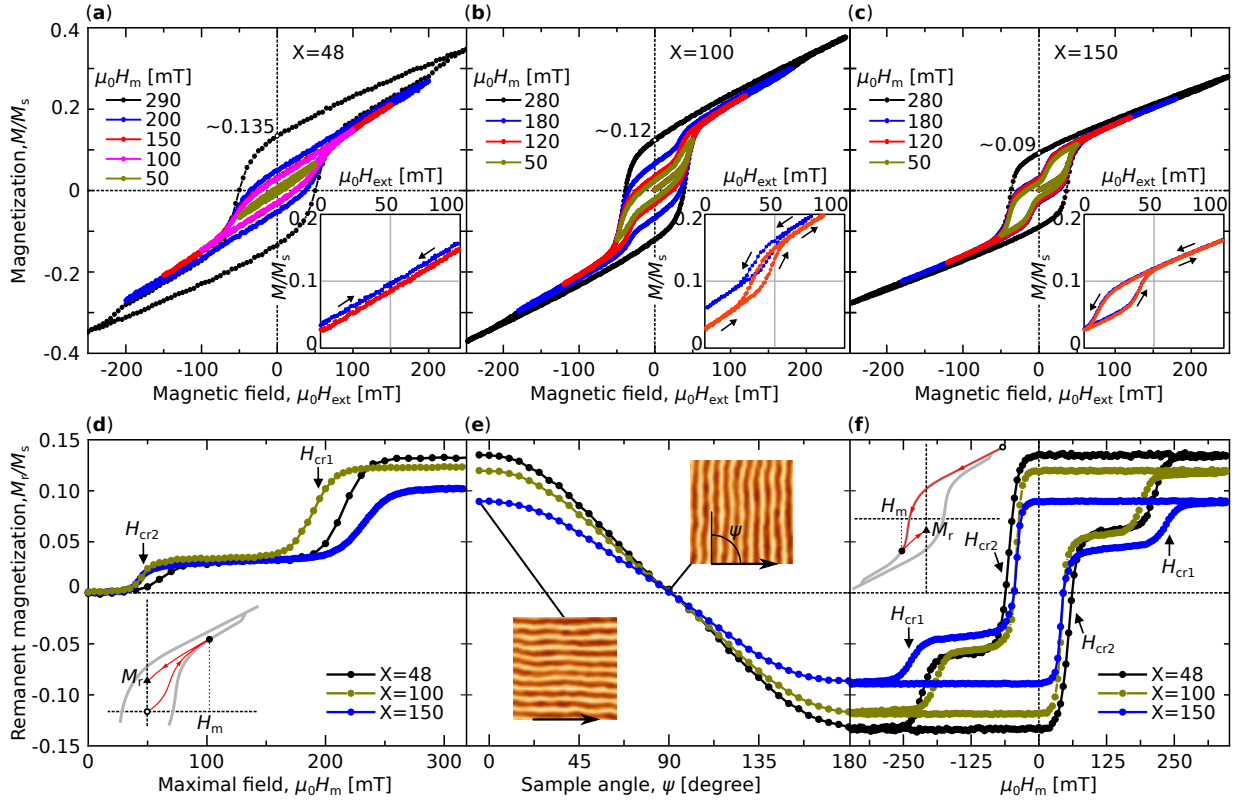 (a)
(b)
(c)
0.4
0.2
0
-0.2
-0.4
Magnetization,M/Ms
X=48
μ0Hm [mT]
290
200
150
100
50
~0.135
μ0Hext [mT]
0 50 100
0.2
0.1
0
M/Ms
-200 -100 0 100 200
Magnetic field, μ0Hext [mT]
X=100
μ0Hm [mT]
280
180
120
50
~0.12
μ0Hext [mT]
0 50 100
0.2
0.1
0
M/Ms
-200 -100 0 100 200
Magnetic field, μ0Hext [mT]
X=150
μ0Hm [mT]
280
180
120
50
~0.09
μ0Hext [mT]
0 50 100
0.2
0.1
0
M/Ms
-200 -100 0 100 200
Magnetic field, μ0Hext [mT]
(d)
(e)
(f)
0.15
0.10
0.05
0
-0.05
-0.10
-0.15
Remanent magnetization,Mr/Ms
Hcr1
Hcr2
Mr
Hm
X=48
X=100
X=150
0 100 200 300
Maximal field, μ0Hm [mT]
ψ
0 45 90 135 180
Sample angle, ψ [degree]
Hm
Mr
Hcr2
Hcr1
Hcr1
Hcr2
X=48
X=100
X=150
-250 -125 0 125 250
μ0Hm [mT]